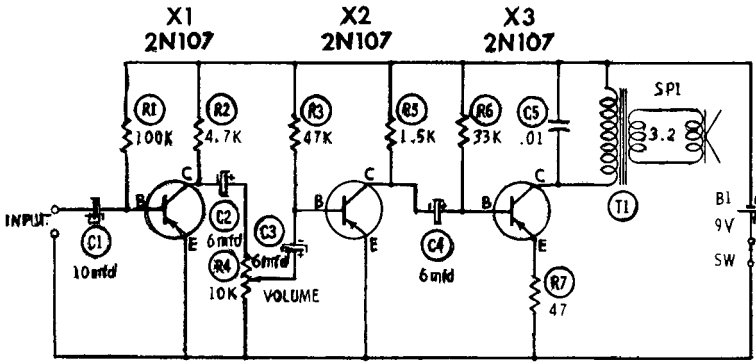 X1
2N107
X2
2N107
X3
2N107
R1
100K
R2
4.7K
R3
47K
R5
1.5K
R6
33K
C5
.01
SP1
3.2
T1
B1
9V
SW
INPUT
C1
10mfd
B
C
E
C2
6mfd
C3
6mfd
R4
10K
VOLUME
B
C
E
C4
6mfd
B
C
E
R7
47